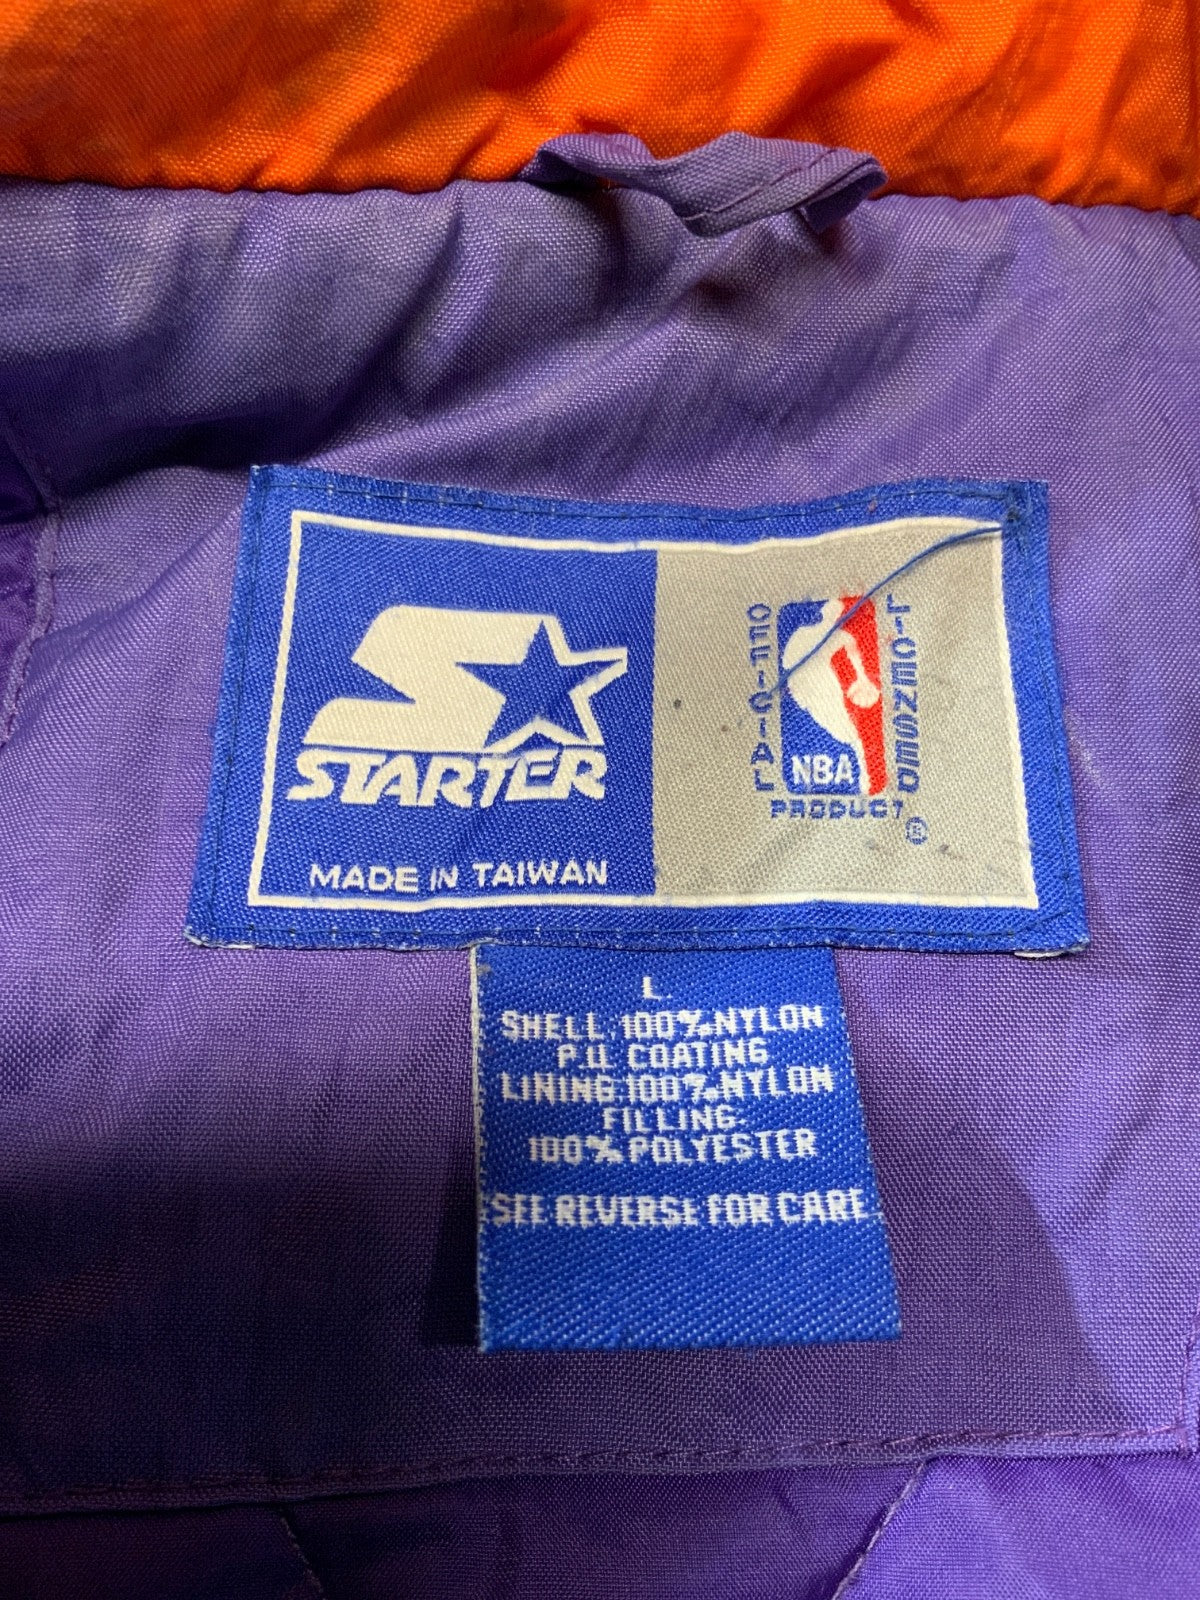 STARTER
MADE IN TAIWAN
OFFICIAL
LICENSED
NBA
PRODUCT
®
L.
SHELL: 100% NYLON
P.U. COATING
LINING: 100% NYLON
FILLING:
100% POLYESTER
SEE REVERSE FOR CARE